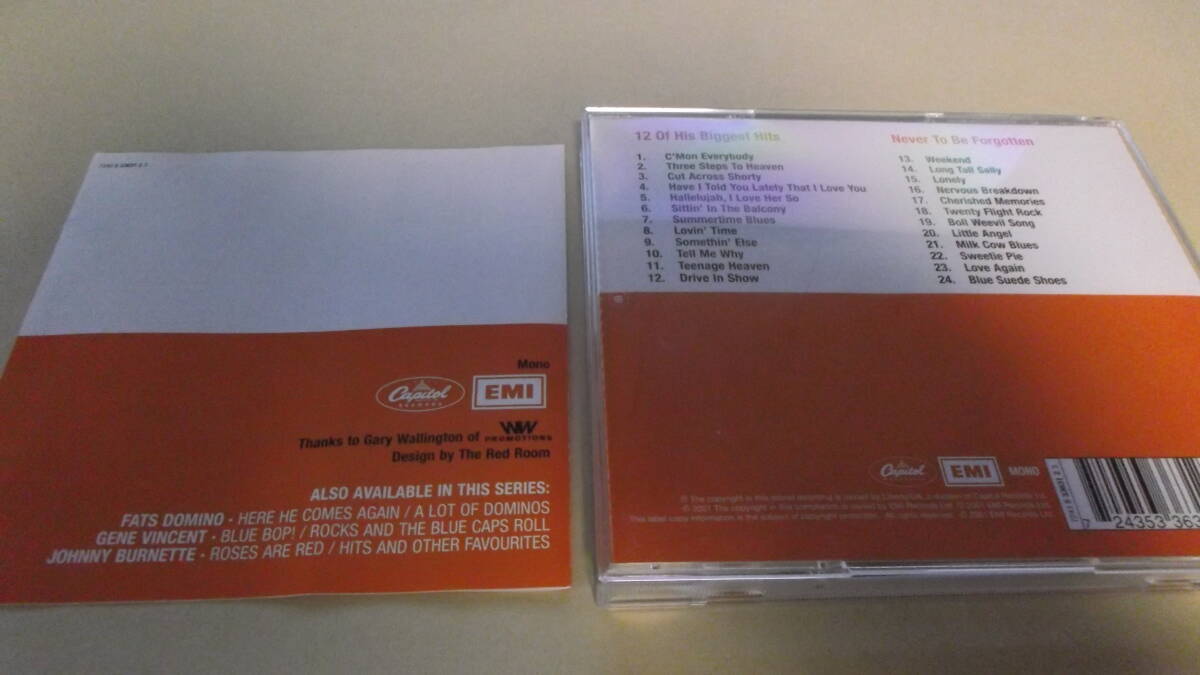 Mono
Capitol
RECORDS
EMI
Thanks to Gary Wallington of WW PROMOTIONS
Design by The Red Room
ALSO AVAILABLE IN THIS SERIES:
FATS DOMINO - HERE HE COMES AGAIN / A LOT OF DOMINOS
GENE VINCENT - BLUE BOP! / ROCKS AND THE BLUE CAPS ROLL
JOHNNY BURNETTE - ROSES ARE RED / HITS AND OTHER FAVOURITES
12 Of His Biggest Hits
1. C'Mon Everybody
2. Three Steps To Heaven
3. Cut Across Shorty
4. Have I Told You Lately That I Love You
5. Hallelujah, I Love Her So
6. Sittin' In The Balcony
7. Summertime Blues
8. Lovin' Time
9. Somethin' Else
10. Tell Me Why
11. Teenage Heaven
12. Drive In Show
Never To Be Forgotten
13. Weekend
14. Long Tall Sally
15. Lonely
16. Nervous Breakdown
17. Cherished Memories
18. Twenty Flight Rock
19. Boll Weevil Song
20. Little Angel
21. Milk Cow Blues
22. Sweetie Pie
23. Love Again
24. Blue Suede Shoes
Capitol
EMI
MONO
24353